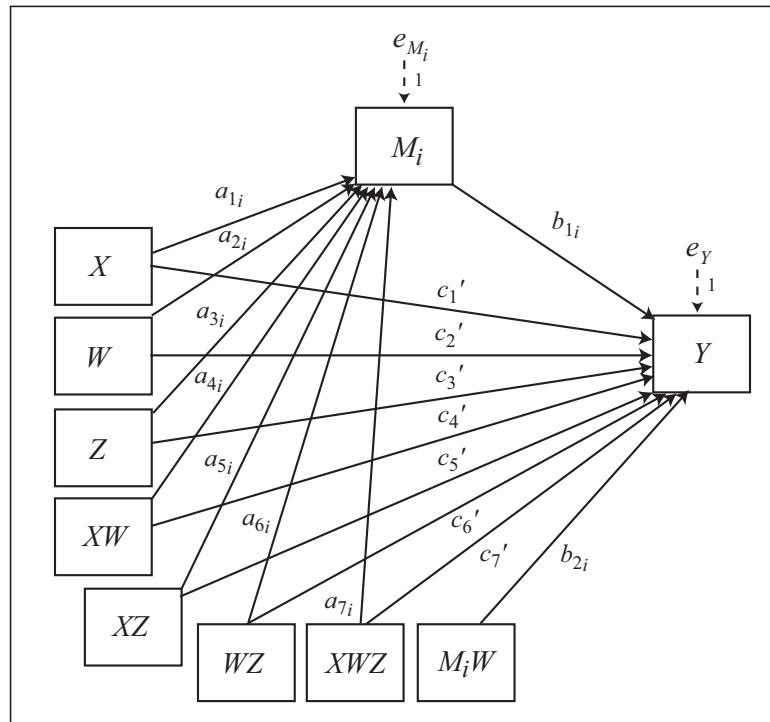 e_{M_i}
1
M_i
a_{1i}
a_{2i}
b_{1i}
X
e_Y
1
c_1'
a_{3i}
W
c_2'
Y
a_{4i}
c_3'
Z
c_4'
a_{5i}
c_5'
XW
a_{6i}
c_6'
c_7'
b_{2i}
XZ
a_{7i}
WZ
XWZ
M_iW